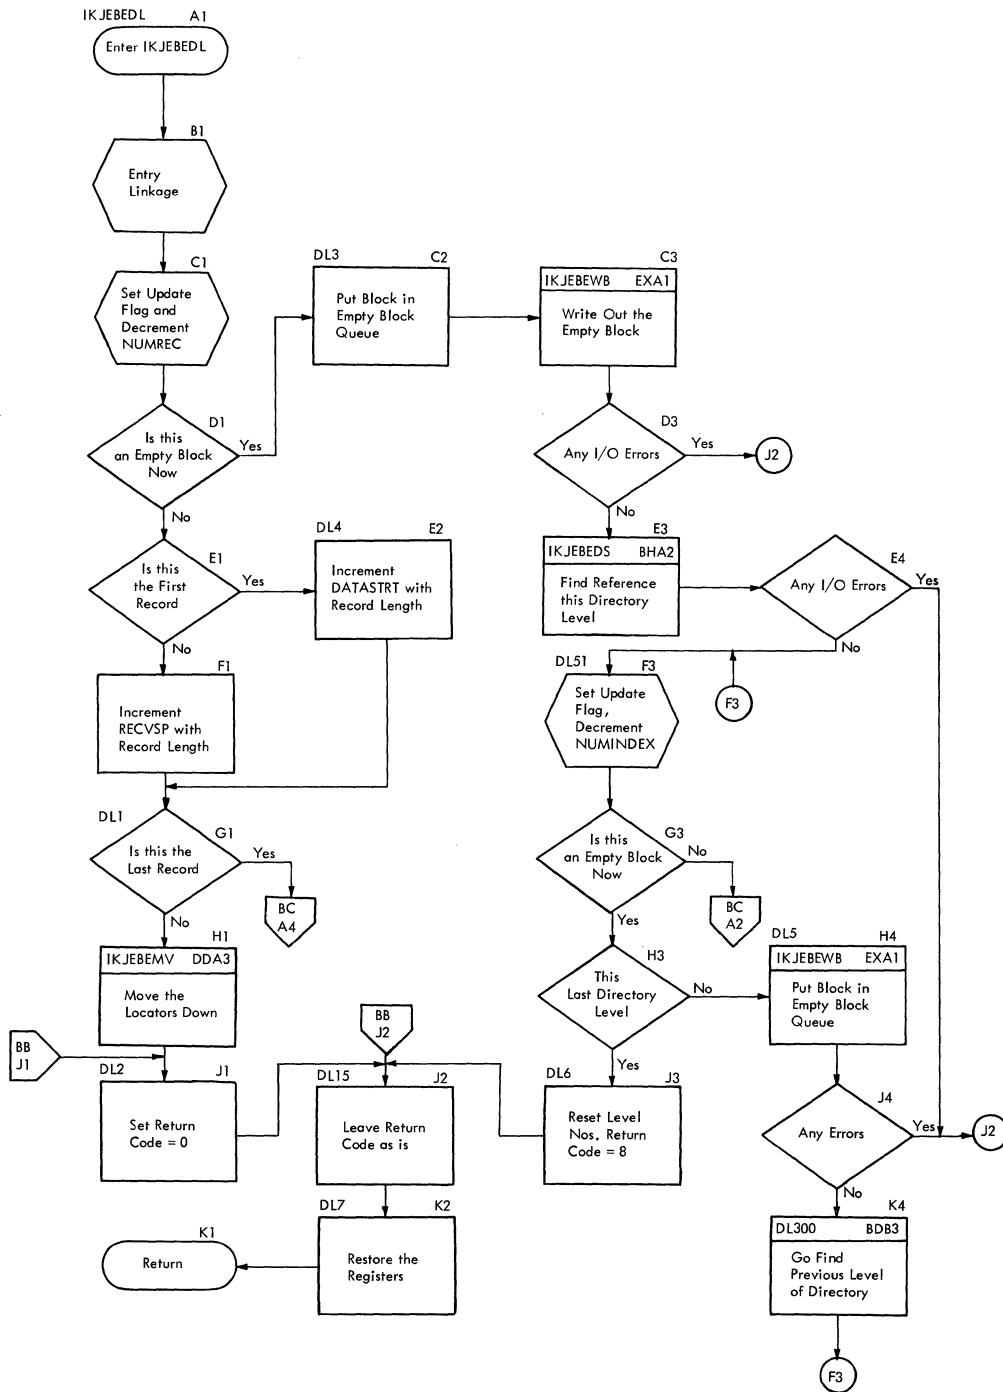 IKJEBEDL A1
Enter IKJEBEDL
B1
Entry
Linkage
C1
Set Update
Flag and
Decrement
NUMREC
DL3 C2
Put Block in
Empty Block
Queue
C3
IKJEBEWB EXA1
Write Out the
Empty Block
D1
Is this
an Empty Block
Now
Yes
No
D3
Any I/O Errors
Yes
J2
No
E1
Is this
the First
Record
Yes
No
DL4 E2
Increment
DATASTRT with
Record Length
E3
IKJEBEDS BHA2
Find Reference
this Directory
Level
E4
Any I/O Errors
Yes
No
F1
Increment
RECVSP with
Record Length
DL51 F3
Set Update
Flag,
Decrement
NUMINDEX
F3
DL1
G1
Is this the
Last Record
Yes
No
BC
A4
G3
Is this
an Empty Block
Now
No
Yes
BC
A2
H1
IKJEBEMV DDA3
Move the
Locators Down
H3
This
Last Directory
Level
No
Yes
DL5 H4
IKJEBEWB EXA1
Put Block in
Empty Block
Queue
BB
J1
BB
J2
DL2 J1
Set Return
Code = 0
DL15 J2
Leave Return
Code as is
DL6 J3
Reset Level
Nos. Return
Code = 8
J4
Any Errors
Yes
J2
No
K1
Return
DL7 K2
Restore the
Registers
K4
DL300 BDB3
Go Find
Previous Level
of Directory
F3